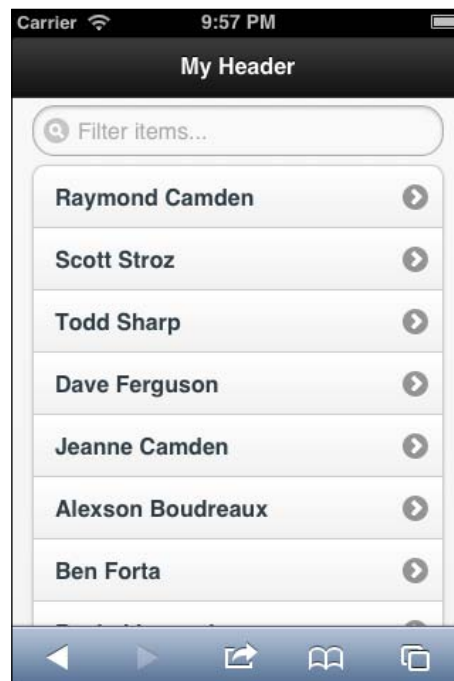 Carrier 9:57 PM
My Header
Filter items...
Raymond Camden
Scott Stroz
Todd Sharp
Dave Ferguson
Jeanne Camden
Alexson Boudreaux
Ben Forta